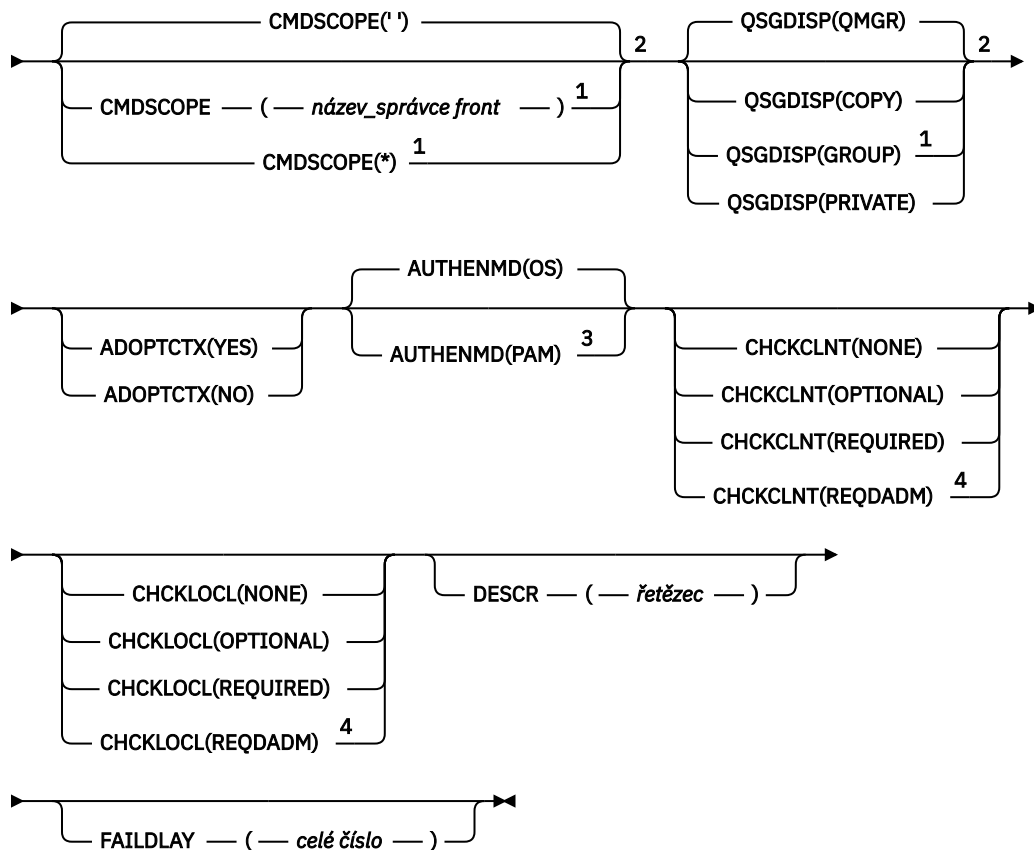 CMDSCOPE(' ')
CMDSCOPE ( název_správce front ) 1
CMDSCOPE(*) 1
2
QSGDISP(QMGR)
QSGDISP(COPY)
QSGDISP(GROUP) 1
QSGDISP(PRIVATE)
2
ADOPTCTX(YES)
ADOPTCTX(NO)
AUTHENMD(OS)
AUTHENMD(PAM) 3
CHCKCLNT(NONE)
CHCKCLNT(OPTIONAL)
CHCKCLNT(REQUIRED)
CHCKCLNT(REQDADM) 4
CHCKLOCL(NONE)
CHCKLOCL(OPTIONAL)
CHCKLOCL(REQUIRED)
CHCKLOCL(REQDADM) 4
DESCR ( řetězec )
FAILDLAY ( celé číslo )